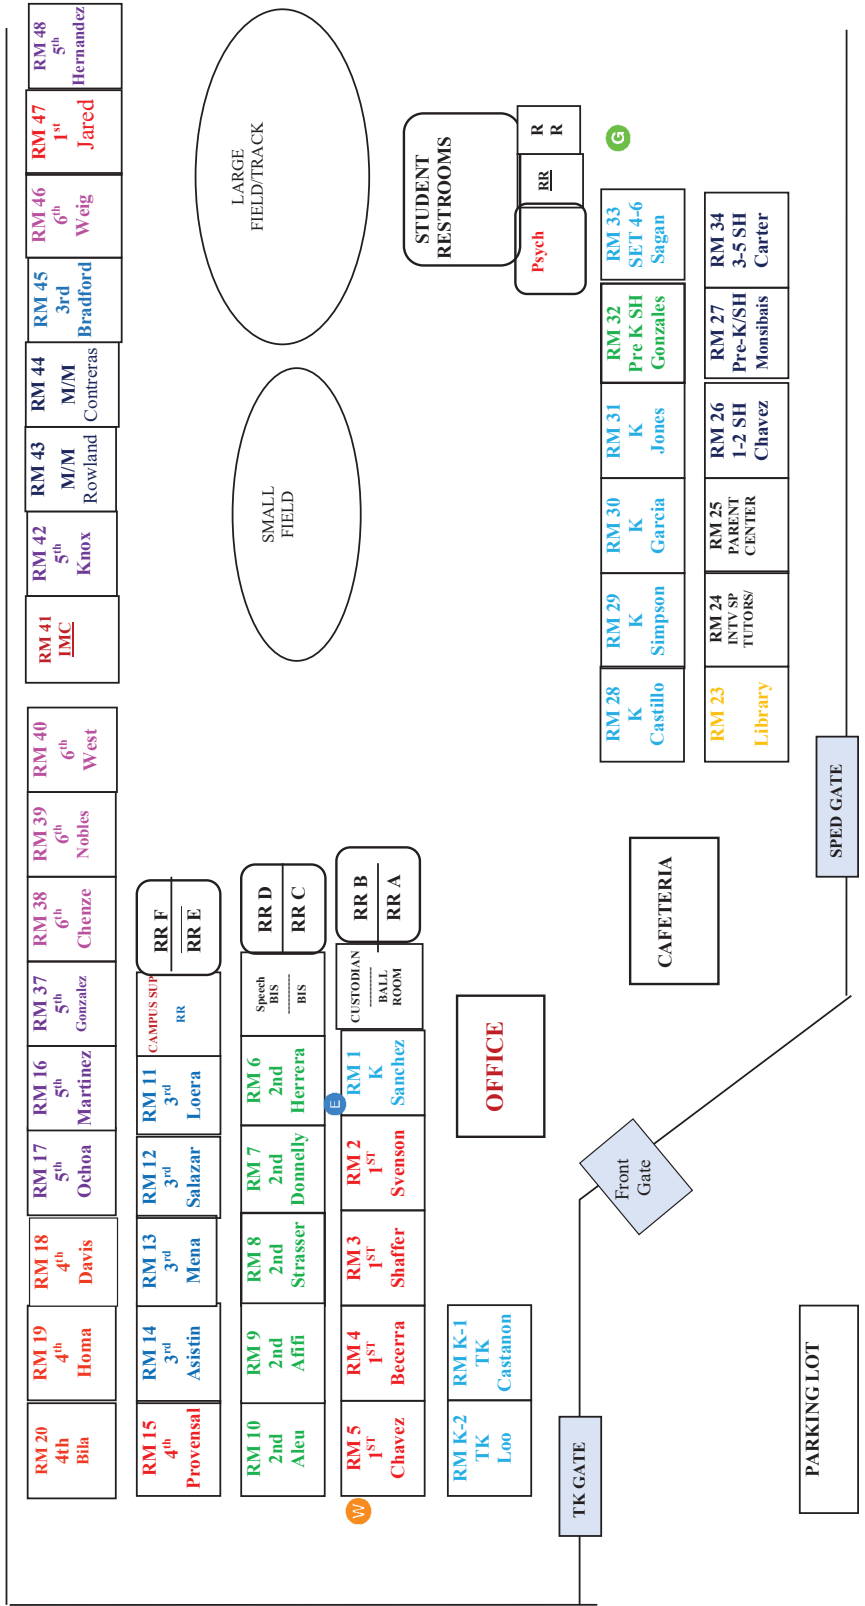 RM 20
4th
Bila
RM 19
4th
Homa
RM 18
4th
Davis
RM 17
5th
Ochoa
RM 16
5th
Martinez
RM 37
5th
Gonzalez
RM 38
6th
Chenze
RM 39
6th
Nobles
RM 40
6th
West
RM 41
IMC
RM 42
5th
Knox
RM 43
M/M
Rowland
RM 44
M/M
Contreras
RM 45
3rd
Bradford
RM 46
6th
Weig
RM 47
1st
Jared
RM 48
5th
Hernandez
RM 15
4th
Provensal
RM 14
3rd
Asistin
RM 13
3rd
Mena
RM 12
3rd
Salazar
RM 11
3rd
Loera
CAMPUS SUP
RR
RR F
RR E
RM 10
2nd
Aleu
RM 9
2nd
Afifi
RM 8
2nd
Strasser
RM 7
2nd
Donnelly
RM 6
2nd
Herrera
Speech
BIS
----------
BIS
RR D
RR C
SMALL
FIELD
LARGE
FIELD/TRACK
W
RM 5
1ST
Chavez
RM 4
1ST
Becerra
RM 3
1ST
Shaffer
RM 2
1ST
Svenson
E
RM 1
K
Sanchez
CUSTODIAN
----------
BALL
ROOM
RR B
RR A
RM K-2
TK
Loo
RM K-1
TK
Castanon
OFFICE
STUDENT
RESTROOMS
Psych
RR
R
R
G
TK GATE
Front
Gate
CAFETERIA
RM 28
K
Castillo
RM 29
K
Simpson
RM 30
K
Garcia
RM 31
K
Jones
RM 32
Pre K SH
Gonzales
RM 33
SET 4-6
Sagan
RM 23
Library
RM 24
INTV SP
TUTORS/
RM 25
PARENT
CENTER
RM 26
1-2 SH
Chavez
RM 27
Pre-K/SH
Monsibais
RM 34
3-5 SH
Carter
SPED GATE
PARKING LOT